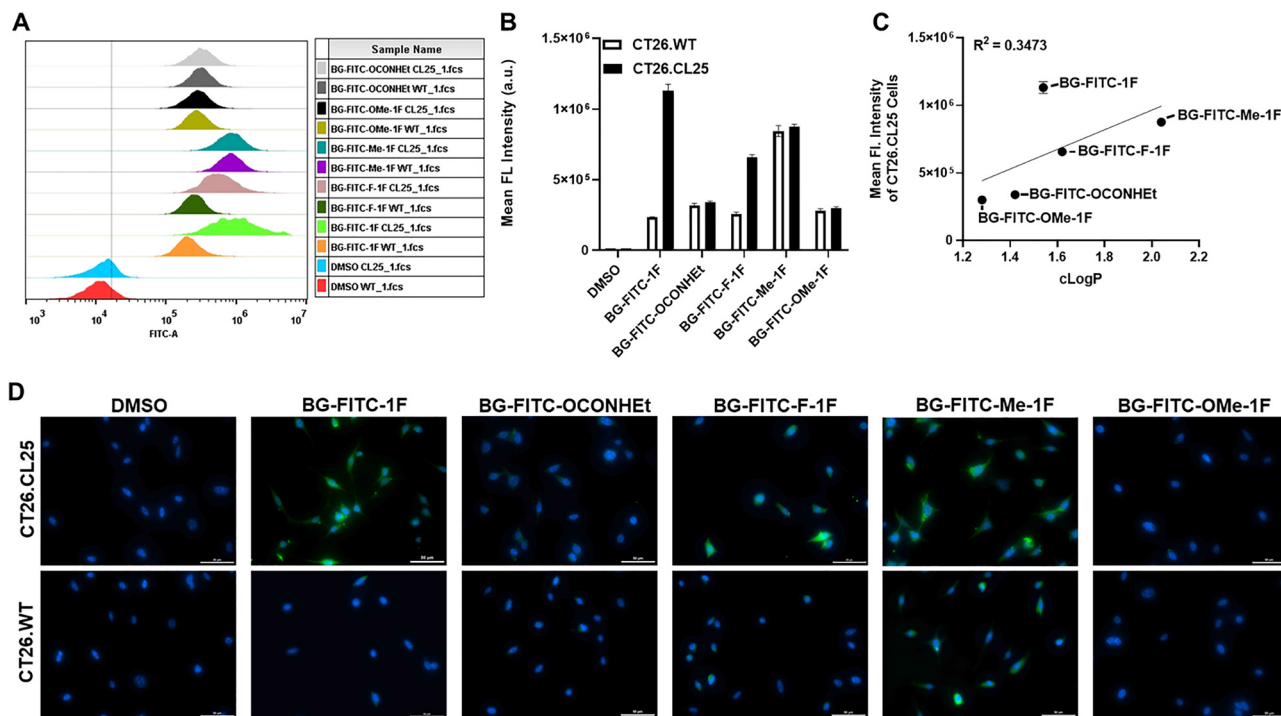 A
Sample Name
BG-FITC-OCONHEt CL25_1.fcs
BG-FITC-OCONHEt WT_1.fcs
BG-FITC-OMe-1F CL25_1.fcs
BG-FITC-OMe-1F WT_1.fcs
BG-FITC-Me-1F CL25_1.fcs
BG-FITC-Me-1F WT_1.fcs
BG-FITC-F-1F CL25_1.fcs
BG-FITC-F-1F WT_1.fcs
BG-FITC-1F CL25_1.fcs
BG-FITC-1F WT_1.fcs
DMSO CL25_1.fcs
DMSO WT_1.fcs
10³ 10⁴ 10⁵ 10⁶ 10⁷
FITC-A
B
Mean FL Intensity (a.u.)
1.5×10⁶
1×10⁶
5×10⁵
0
CT26.WT
CT26.CL25
DMSO
BG-FITC-1F
BG-FITC-OCONHEt
BG-FITC-F-1F
BG-FITC-Me-1F
BG-FITC-OMe-1F
C
Mean Fl. Intensity
of CT26.CL25 Cells
1.5×10⁶
1×10⁶
5×10⁵
0
R² = 0.3473
BG-FITC-1F
BG-FITC-Me-1F
BG-FITC-F-1F
BG-FITC-OCONHEt
BG-FITC-OMe-1F
1.2 1.4 1.6 1.8 2.0 2.2
cLogP
D
DMSO
BG-FITC-1F
BG-FITC-OCONHEt
BG-FITC-F-1F
BG-FITC-Me-1F
BG-FITC-OMe-1F
CT26.CL25
50 μm
CT26.WT